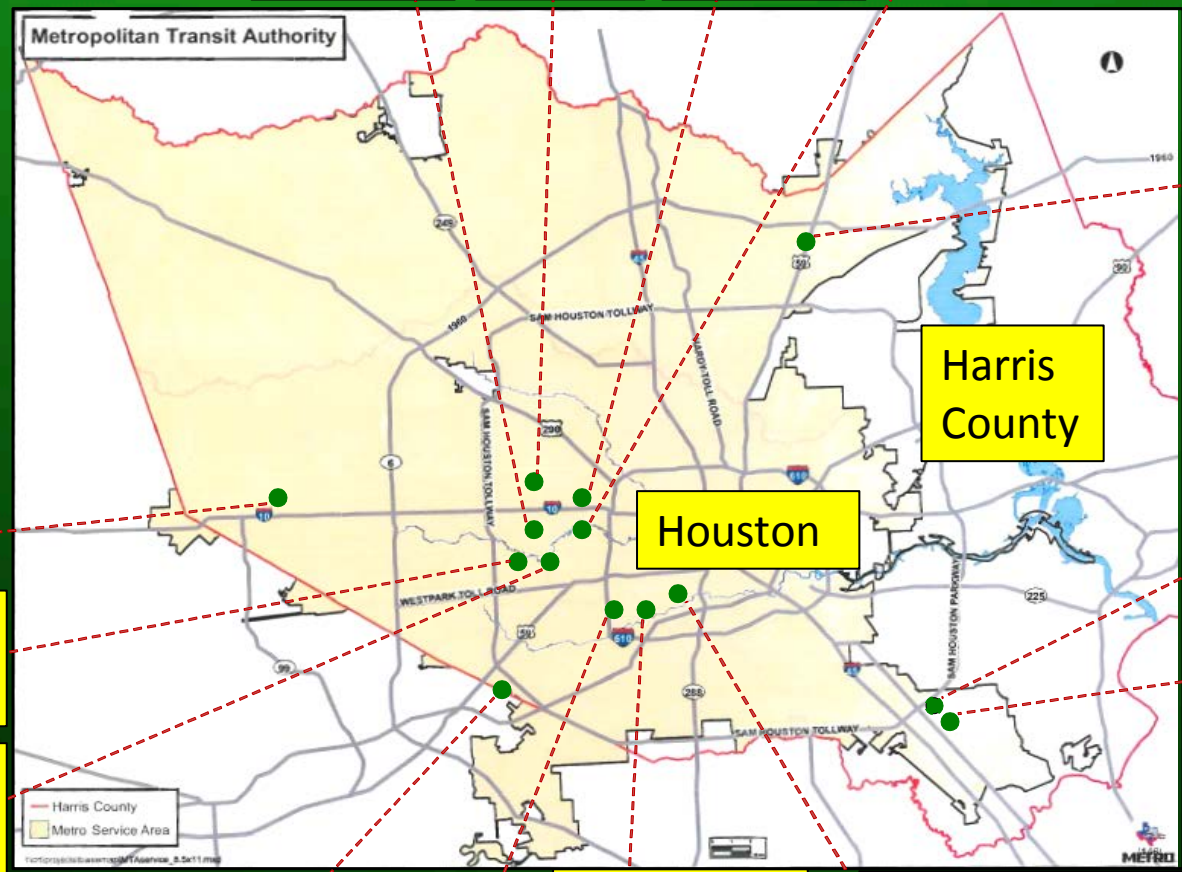 Metropolitan Transit Authority
1960
249
45
59
90
SAM HOUSTON TOLLWAY
1960
HARDY TOLL ROAD
Harris
County
290
SAM HOUSTON TOLLWAY
6
610
10
10
Houston
WESTPARK TOLL ROAD
59
610
225
SAM HOUSTON PARKWAY
99
288
45
SAM HOUSTON TOLLWAY
Harris County
Metro Service Area
METRO